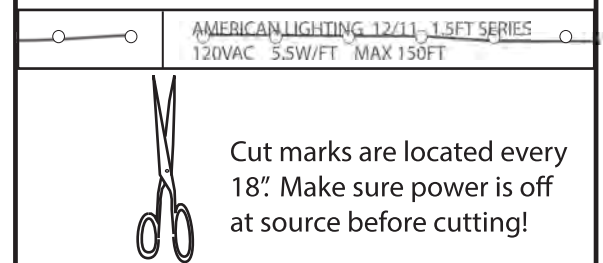 AMERICAN LIGHTING 12/11 1.5FT SERIES
120VAC 5.5W/FT MAX 150FT
Cut marks are located every
18”. Make sure power is off
at source before cutting!